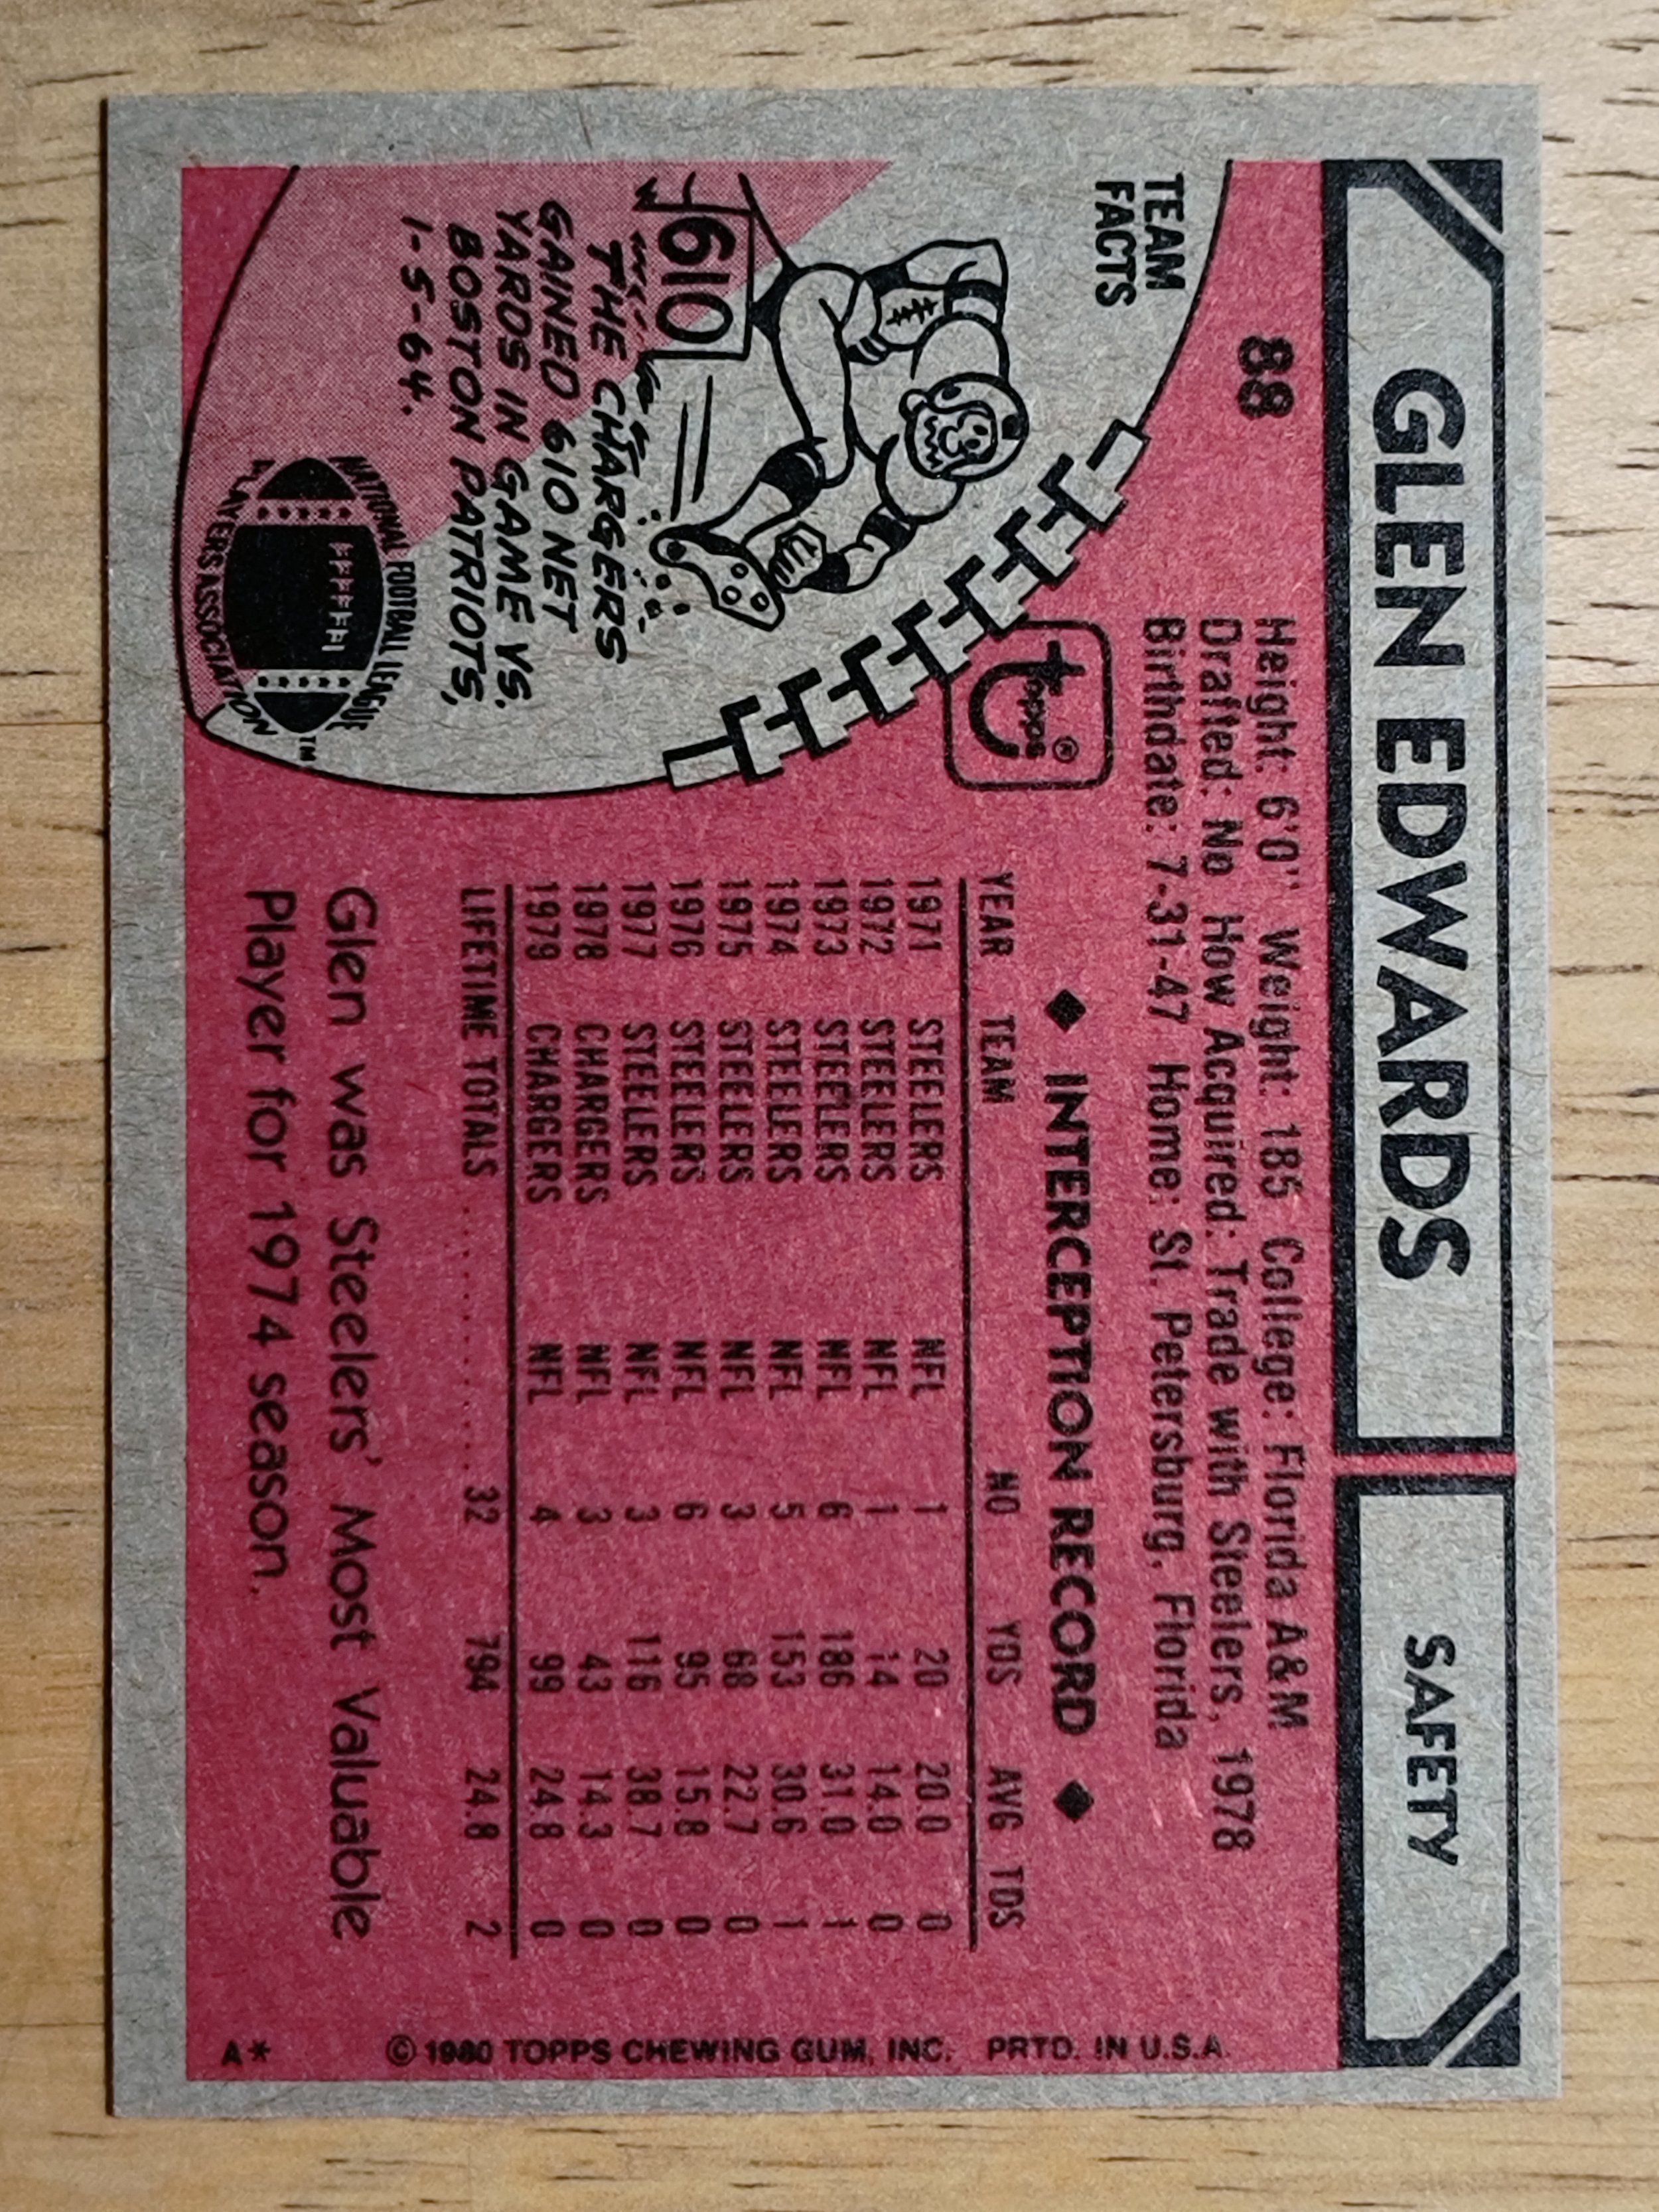 GLEN EDWARDS
SAFETY
88
Height: 6'0" Weight: 185 College: Florida A&M
Drafted: No How Acquired: Trade with Steelers, 1978
Birthdate: 7-31-47 Home: St. Petersburg, Florida
topps®
TEAM
FACTS
610
THE CHARGERS
GAINED 610 NET
YARDS IN GAME VS.
BOSTON PATRIOTS,
1-5-64.
NATIONAL FOOTBALL LEAGUE
PLAYERS ASSOCIATION
TM
◆ INTERCEPTION RECORD ◆
YEAR TEAM NO YDS AVG TDS
1971 STEELERS NFL 1 20 20.0 0
1972 STEELERS NFL 1 14 14.0 0
1973 STEELERS NFL 6 186 31.0 1
1974 STEELERS NFL 5 153 30.6 1
1975 STEELERS NFL 3 68 22.7 0
1976 STEELERS NFL 6 95 15.8 0
1977 STEELERS NFL 3 116 38.7 0
1978 CHARGERS NFL 3 43 14.3 0
1979 CHARGERS NFL 4 99 24.8 0
LIFETIME TOTALS 32 794 24.8 2
Glen was Steelers' Most Valuable
Player for 1974 season.
© 1980 TOPPS CHEWING GUM, INC. PRTD. IN U.S.A.
A*